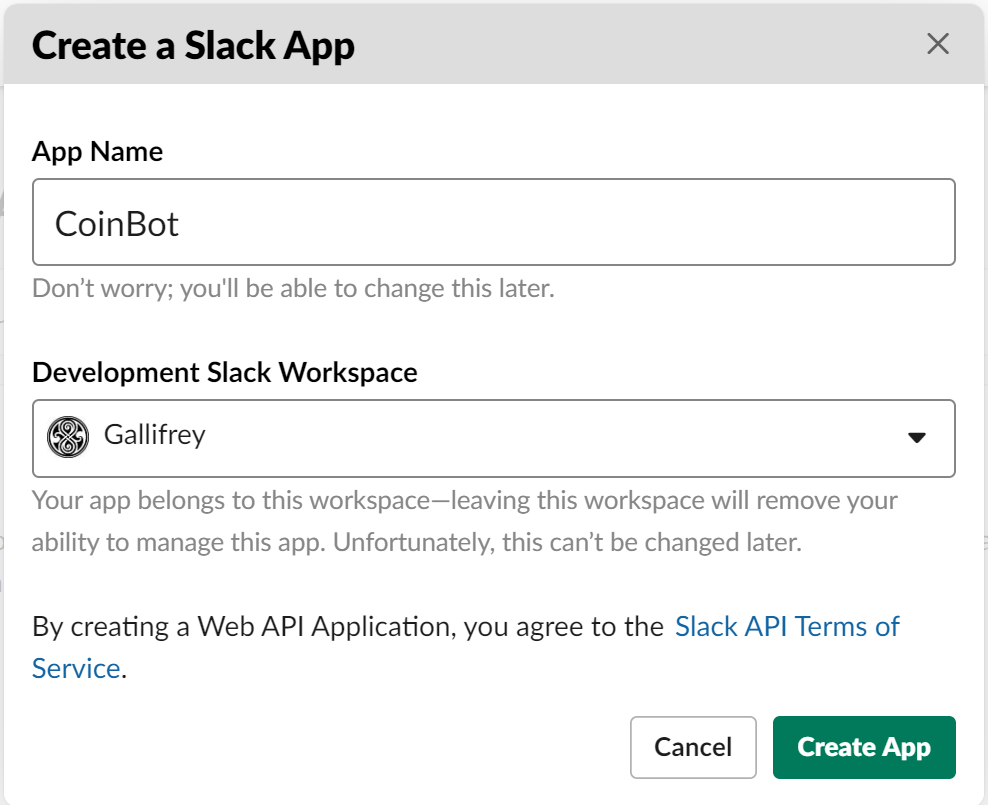 Create a Slack App
App Name
CoinBot
Don’t worry; you'll be able to change this later.
Development Slack Workspace
Gallifrey
Your app belongs to this workspace—leaving this workspace will remove your
ability to manage this app. Unfortunately, this can’t be changed later.
By creating a Web API Application, you agree to the Slack API Terms of
Service.
Cancel
Create App